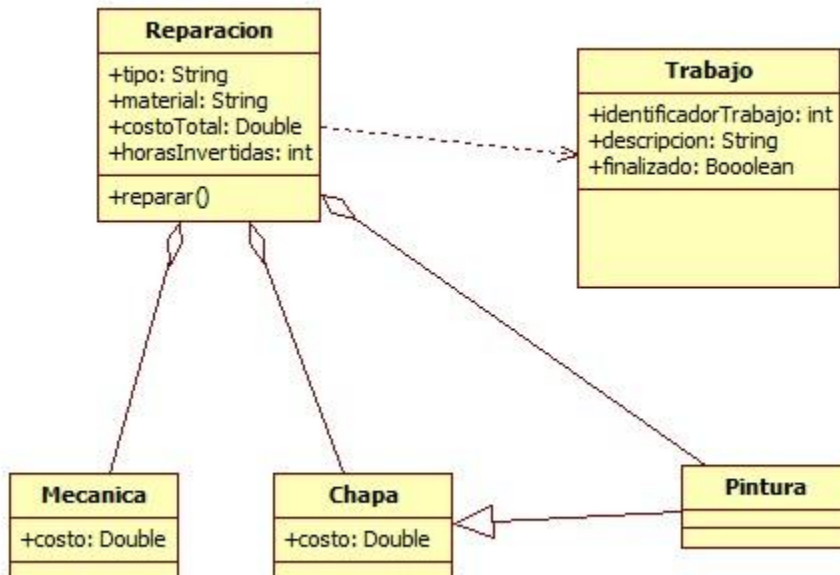 Reparacion
+tipo: String
+material: String
+costoTotal: Double
+horasInvertidas: int
+reparar()
Trabajo
+identificadorTrabajo: int
+descripcion: String
+finalizado: Booolean
Mecanica
+costo: Double
Chapa
+costo: Double
Pintura